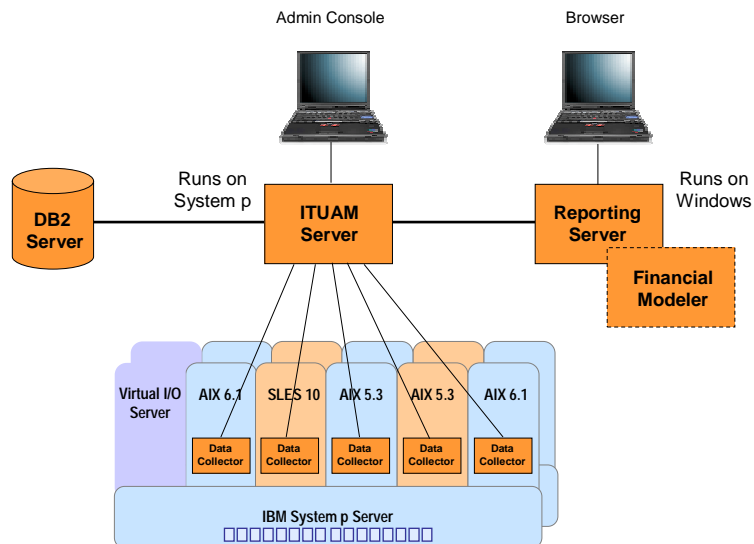 Admin Console
Browser
Runs on
System p
Runs on
Windows
DB2
Server
ITUAM
Server
Reporting
Server
Financial
Modeler
Virtual I/O
Server
AIX 6.1
SLES 10
AIX 5.3
AIX 5.3
AIX 6.1
Data
Collector
Data
Collector
Data
Collector
Data
Collector
Data
Collector
IBM System p Server